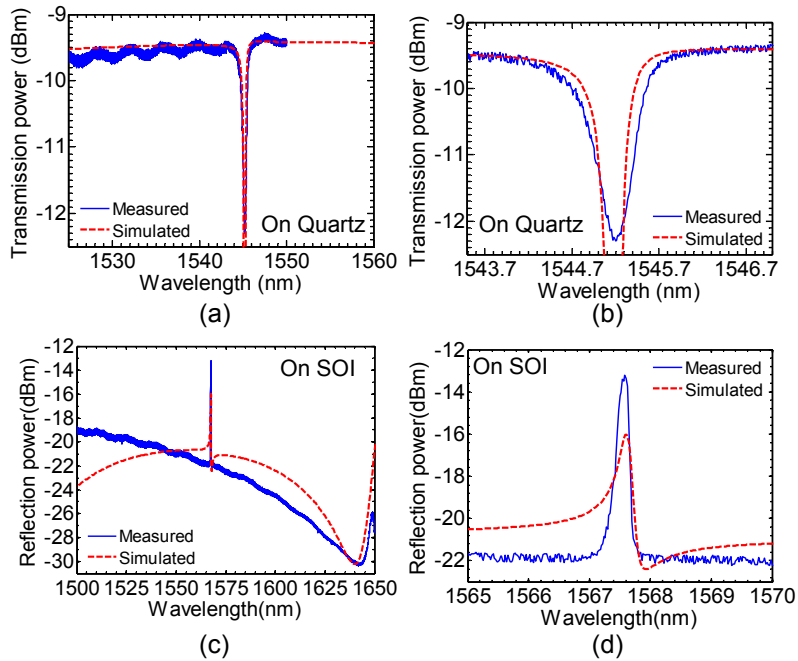 -9
-10
-11
-12
Transmission power (dBm)
Measured
Simulated
On Quartz
1530 1540 1550 1560
Wavelength (nm)
(a)
-9
-10
-11
-12
Transmission power (dBm)
On Quartz
Measured
Simulated
1543.7 1544.7 1545.7 1546.7
Wavelength (nm)
(b)
-12
-14
-16
-18
-20
-22
-24
-26
-28
-30
Reflection power(dBm)
On SOI
Measured
Simulated
1500 1525 1550 1575 1600 1625 1650
Wavelength(nm)
(c)
-12
-14
-16
-18
-20
-22
Reflection power(dBm)
On SOI
Measured
Simulated
1565 1566 1567 1568 1569 1570
Wavelength(nm)
(d)